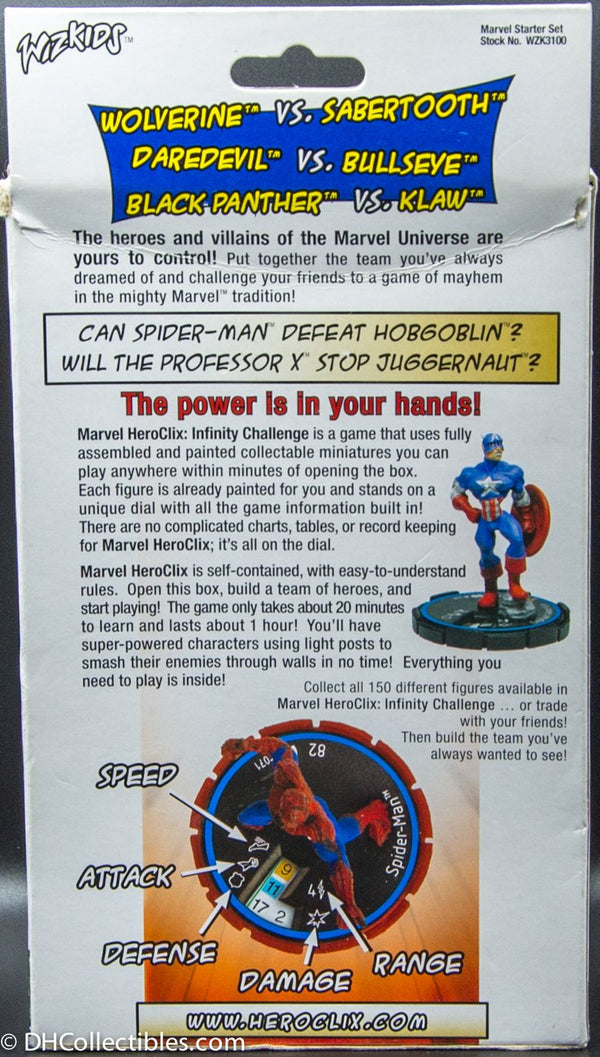 WIZKIDS™
Marvel Starter Set
Stock No. WZK3100
WOLVERINE™ VS. SABERTOOTH™
DAREDEVIL™ VS. BULLSEYE™
BLACK PANTHER™ VS. KLAW™
The heroes and villains of the Marvel Universe are
yours to control! Put together the team you've always
dreamed of and challenge your friends to a game of mayhem
in the mighty Marvel™ tradition!
CAN SPIDER-MAN™ DEFEAT HOBGOBLIN™?
WILL THE PROFESSOR X™ STOP JUGGERNAUT™?
The power is in your hands!
Marvel HeroClix: Infinity Challenge is a game that uses fully
assembled and painted collectable miniatures you can
play anywhere within minutes of opening the box.
Each figure is already painted for you and stands on a
unique dial with all the game information built in!
There are no complicated charts, tables, or record keeping
for Marvel HeroClix; it's all on the dial.
Marvel HeroClix is self-contained, with easy-to-understand
rules. Open this box, build a team of heroes, and
start playing! The game only takes about 20 minutes
to learn and lasts about 1 hour! You'll have
super-powered characters using light posts to
smash their enemies through walls in no time! Everything you
need to play is inside!
Collect all 150 different figures available in
Marvel HeroClix: Infinity Challenge ... or trade
with your friends!
Then build the team you've
always wanted to see!
82
071
Spider-Man™
SPEED
ATTACK
DEFENSE
DAMAGE
RANGE
9
11
17 2
4
WWW.HEROCLIX.COM
© DHCollectibles.com